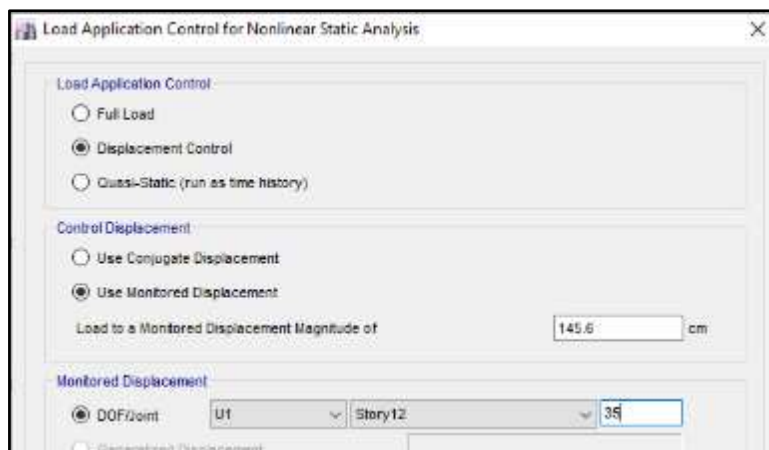 Load Application Control for Nonlinear Static Analysis
Load Application Control
Full Load
Displacement Control
Quasi-Static (run as time history)
Control Displacement
Use Conjugate Displacement
Use Monitored Displacement
Load to a Monitored Displacement Magnitude of 145.6 cm
Monitored Displacement
DOF/Joint U1 Story12 35
Generalized Displacement